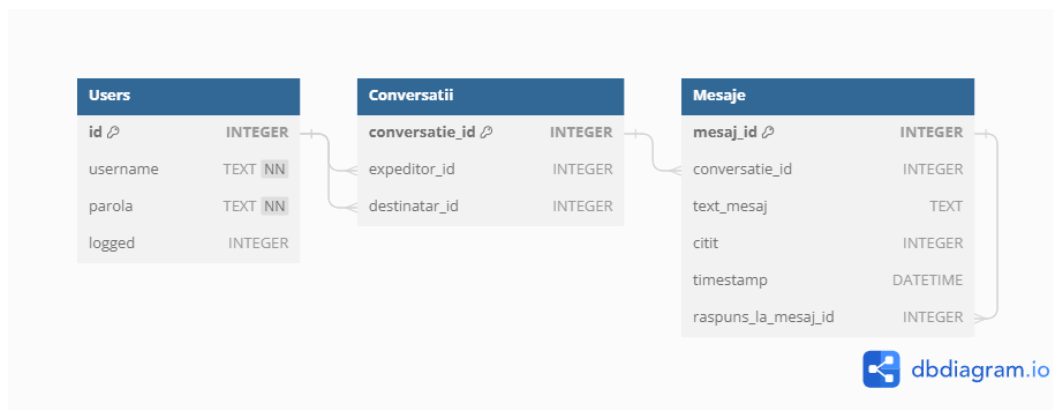 Users
id INTEGER
username TEXT NN
parola TEXT NN
logged INTEGER
Conversatii
conversatie_id INTEGER
expeditor_id INTEGER
destinatar_id INTEGER
Mesaje
mesaj_id INTEGER
conversatie_id INTEGER
text_mesaj TEXT
citit INTEGER
timestamp DATETIME
raspuns_la_mesaj_id INTEGER
dbdiagram.io